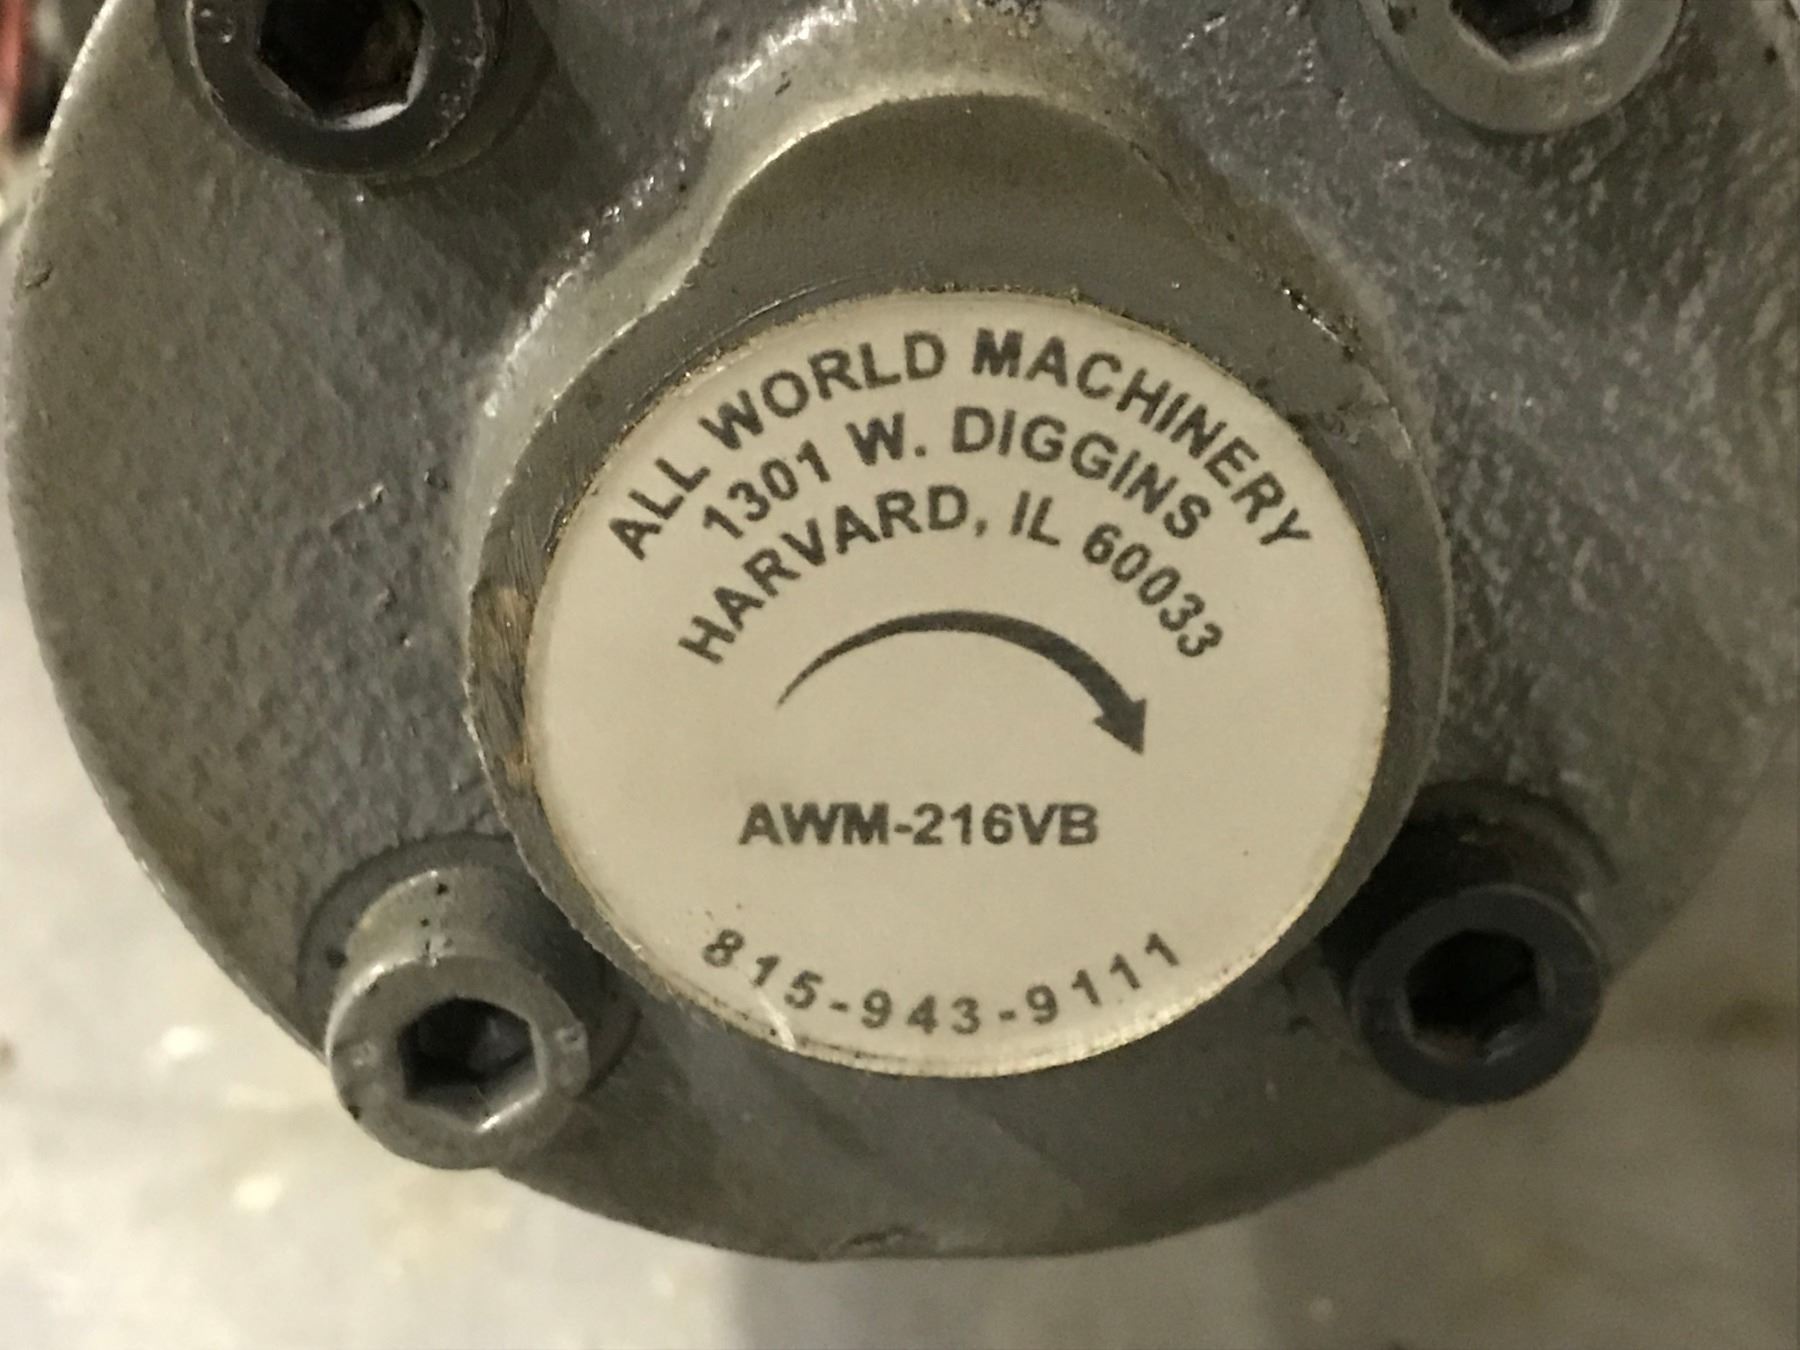 ALL WORLD MACHINERY
1301 W. DIGGINS
HARVARD, IL 60033
AWM-216VB
815-943-9111